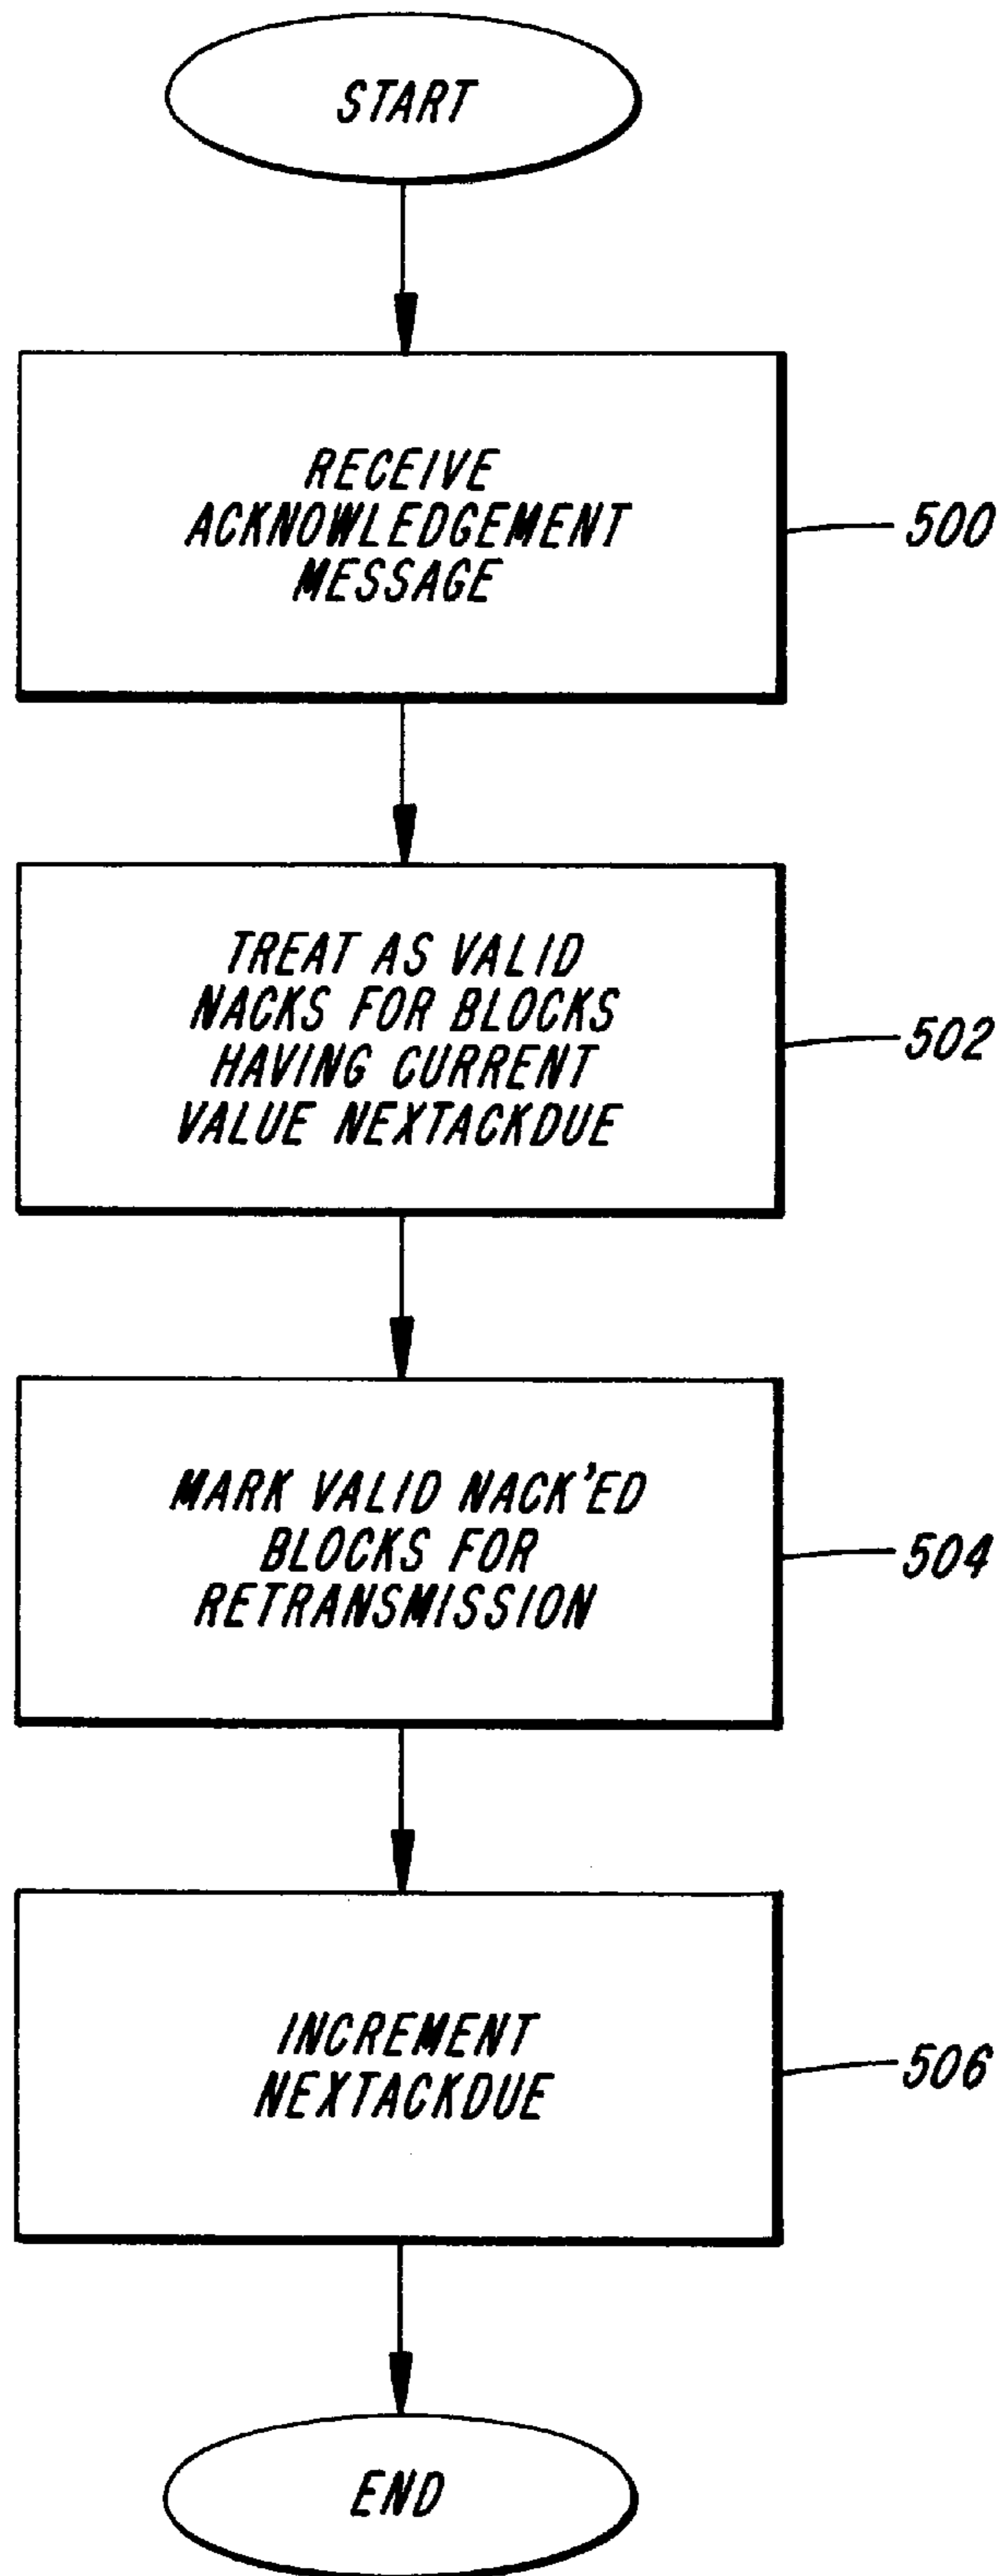 START
RECEIVE
ACKNOWLEDGEMENT
MESSAGE
500
TREAT AS VALID
NACKS FOR BLOCKS
HAVING CURRENT
VALUE NEXTACKDUE
502
MARK VALID NACK'ED
BLOCKS FOR
RETRANSMISSION
504
INCREMENT
NEXTACKDUE
506
END